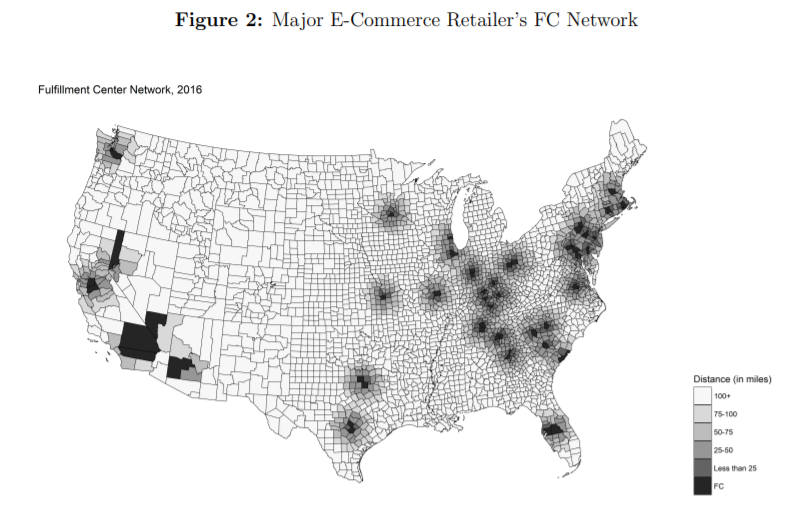 Figure 2: Major E-Commerce Retailer's FC Network
Fulfillment Center Network, 2016
Distance (in miles)
100+
75-100
50-75
25-50
Less than 25
FC